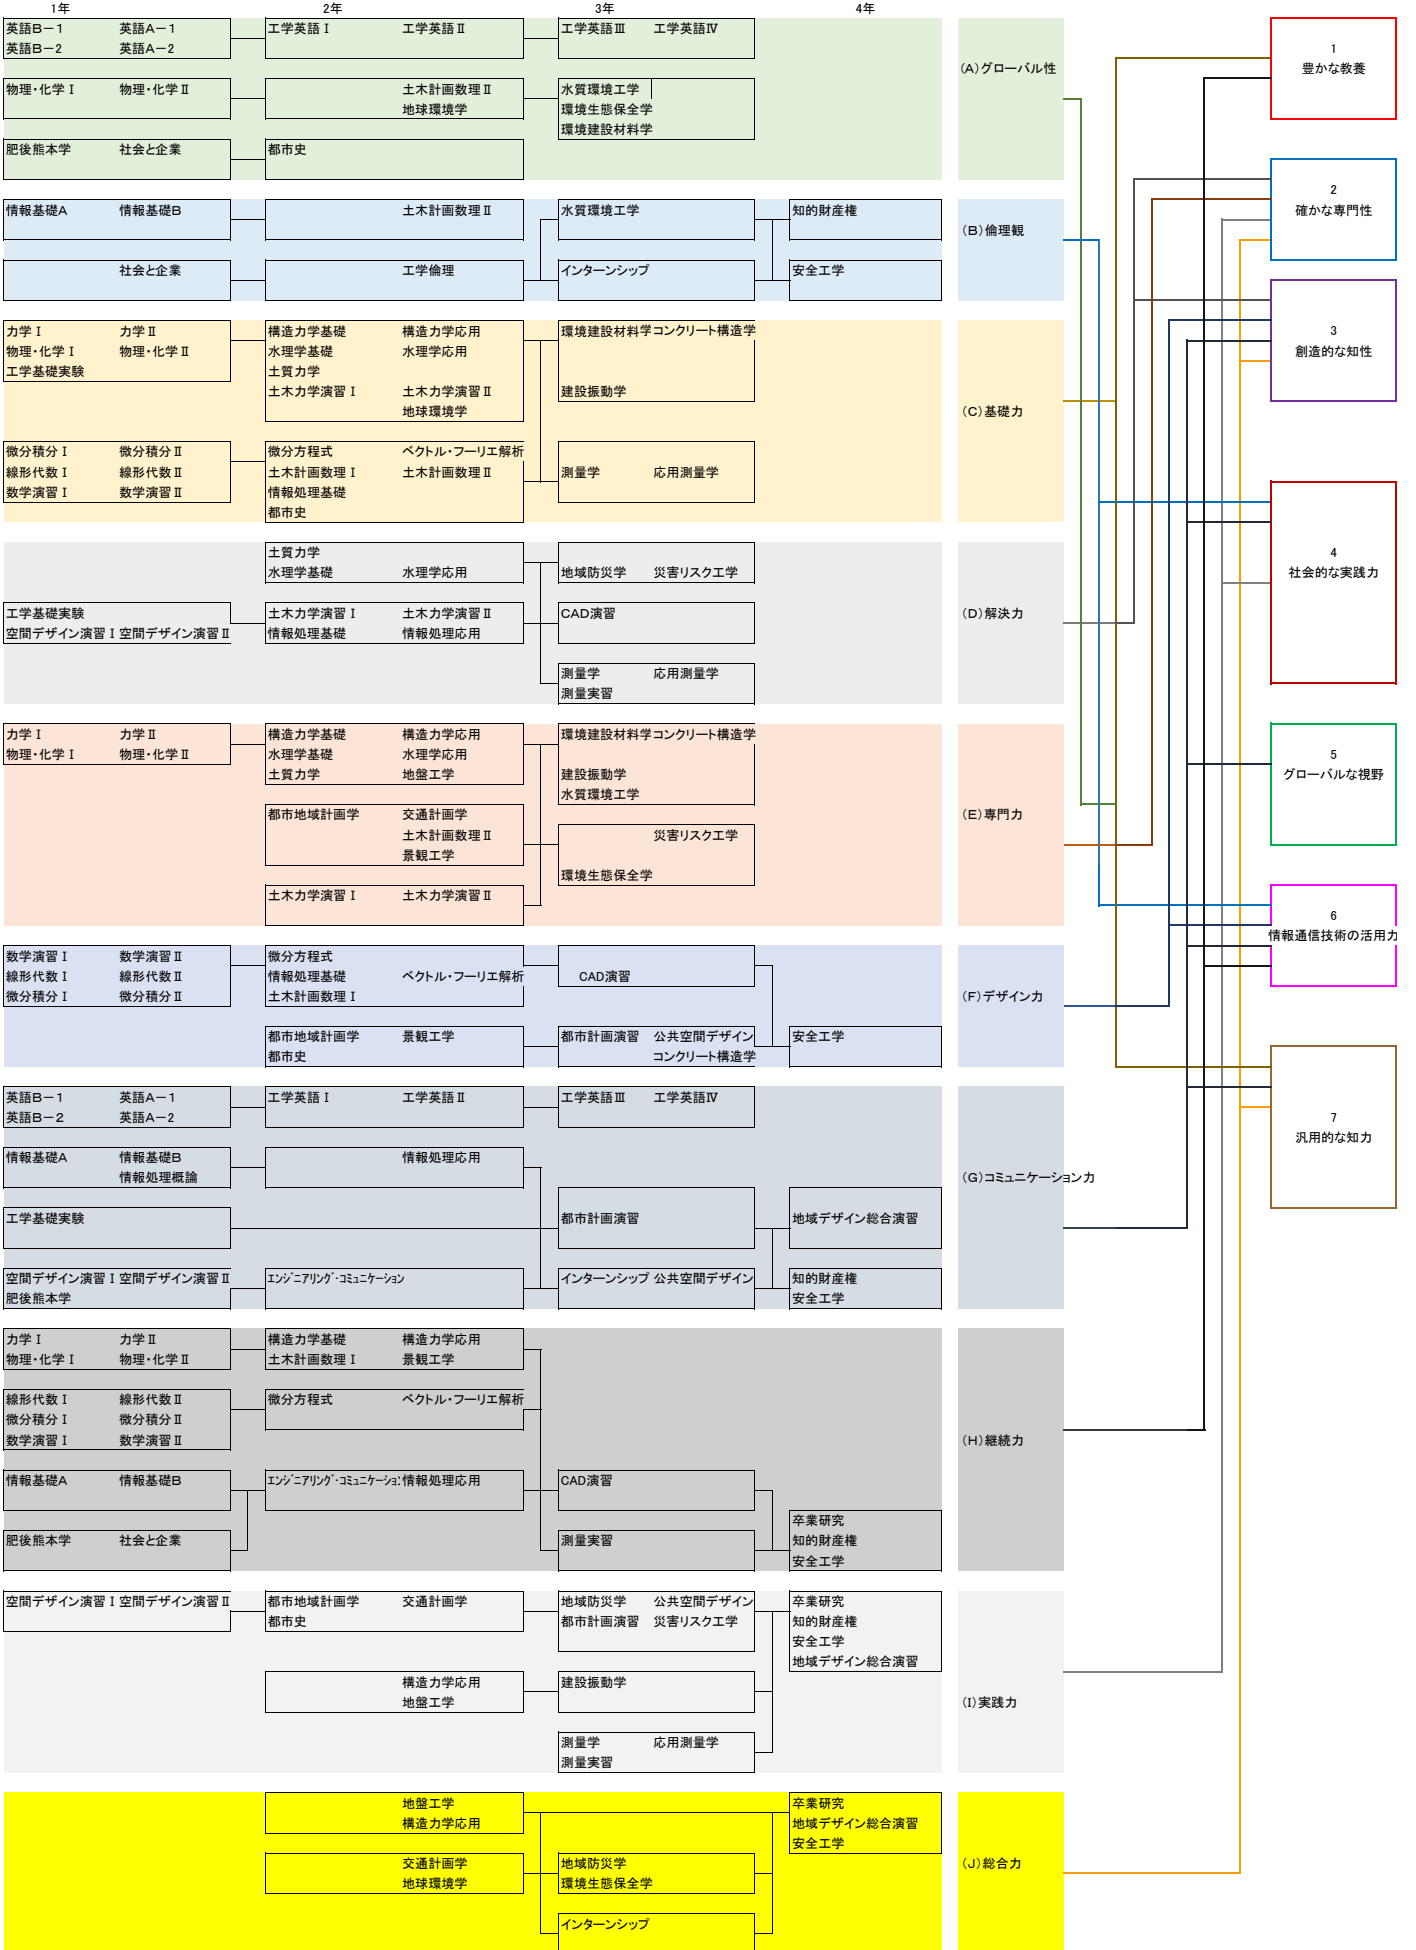 1年 2年 3年 4年
英語B－1 英語A－1 工学英語Ⅰ 工学英語Ⅱ 工学英語Ⅲ 工学英語Ⅳ
英語B－2 英語A－2
(A)グローバル性
物理・化学Ⅰ 物理・化学Ⅱ 土木計画数理Ⅱ 水質環境工学
地球環境学 環境生態保全学
環境建設材料学
肥後熊本学 社会と企業 都市史
情報基礎A 情報基礎B 土木計画数理Ⅱ 水質環境工学 知的財産権
(B)倫理観
社会と企業 工学倫理 インターンシップ 安全工学
力学Ⅰ 力学Ⅱ 構造力学基礎 構造力学応用 環境建設材料学 コンクリート構造学
物理・化学Ⅰ 物理・化学Ⅱ 水理学基礎 水理学応用
工学基礎実験 土質力学
土木力学演習Ⅰ 土木力学演習Ⅱ 建設振動学
地球環境学
(C)基礎力
微分積分Ⅰ 微分積分Ⅱ 微分方程式 ベクトル・フーリエ解析
線形代数Ⅰ 線形代数Ⅱ 土木計画数理Ⅰ 土木計画数理Ⅱ 測量学 応用測量学
数学演習Ⅰ 数学演習Ⅱ 情報処理基礎
都市史
土質力学
水理学基礎 水理学応用 地域防災学 災害リスク工学
工学基礎実験 土木力学演習Ⅰ 土木力学演習Ⅱ CAD演習
(D)解決力
空間デザイン演習Ⅰ 空間デザイン演習Ⅱ 情報処理基礎 情報処理応用
測量学 応用測量学
測量実習
力学Ⅰ 力学Ⅱ 構造力学基礎 構造力学応用 環境建設材料学 コンクリート構造学
物理・化学Ⅰ 物理・化学Ⅱ 水理学基礎 水理学応用
土質力学 地盤工学 建設振動学
水質環境工学
都市地域計画学 交通計画学
(E)専門力
土木計画数理Ⅱ 災害リスク工学
景観工学
環境生態保全学
土木力学演習Ⅰ 土木力学演習Ⅱ
数学演習Ⅰ 数学演習Ⅱ 微分方程式
線形代数Ⅰ 線形代数Ⅱ 情報処理基礎 ベクトル・フーリエ解析 CAD演習
微分積分Ⅰ 微分積分Ⅱ 土木計画数理Ⅰ
(F)デザイン力
都市地域計画学 景観工学 都市計画演習 公共空間デザイン 安全工学
都市史 コンクリート構造学
英語B－1 英語A－1 工学英語Ⅰ 工学英語Ⅱ 工学英語Ⅲ 工学英語Ⅳ
英語B－2 英語A－2
情報基礎A 情報基礎B 情報処理応用
情報処理概論
(G)コミュニケーション力
工学基礎実験 都市計画演習 地域デザイン総合演習
空間デザイン演習Ⅰ 空間デザイン演習Ⅱ エンジニアリング・コミュニケーション インターンシップ 公共空間デザイン 知的財産権
肥後熊本学 安全工学
力学Ⅰ 力学Ⅱ 構造力学基礎 構造力学応用
物理・化学Ⅰ 物理・化学Ⅱ 土木計画数理Ⅰ 景観工学
線形代数Ⅰ 線形代数Ⅱ 微分方程式 ベクトル・フーリエ解析
微分積分Ⅰ 微分積分Ⅱ
数学演習Ⅰ 数学演習Ⅱ
(H)継続力
情報基礎A 情報基礎B エンジニアリング・コミュニケーション 情報処理応用 CAD演習
卒業研究
肥後熊本学 社会と企業 測量実習 知的財産権
安全工学
空間デザイン演習Ⅰ 空間デザイン演習Ⅱ 都市地域計画学 交通計画学 地域防災学 公共空間デザイン 卒業研究
都市史 都市計画演習 災害リスク工学 知的財産権
安全工学
地域デザイン総合演習
構造力学応用 建設振動学
地盤工学
(I)実践力
測量学 応用測量学
測量実習
地盤工学 卒業研究
構造力学応用 地域デザイン総合演習
安全工学
交通計画学 地域防災学
(J)総合力
地球環境学 環境生態保全学
インターンシップ
1
豊かな教養
2
確かな専門性
3
創造的な知性
4
社会的な実践力
5
グローバルな視野
6
情報通信技術の活用力
7
汎用的な知力